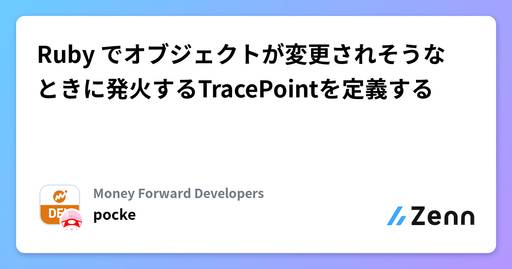 Ruby でオブジェクトが変更されそうな
ときに発火するTracePointを定義する
Money Forward Developers
pocke
Zenn